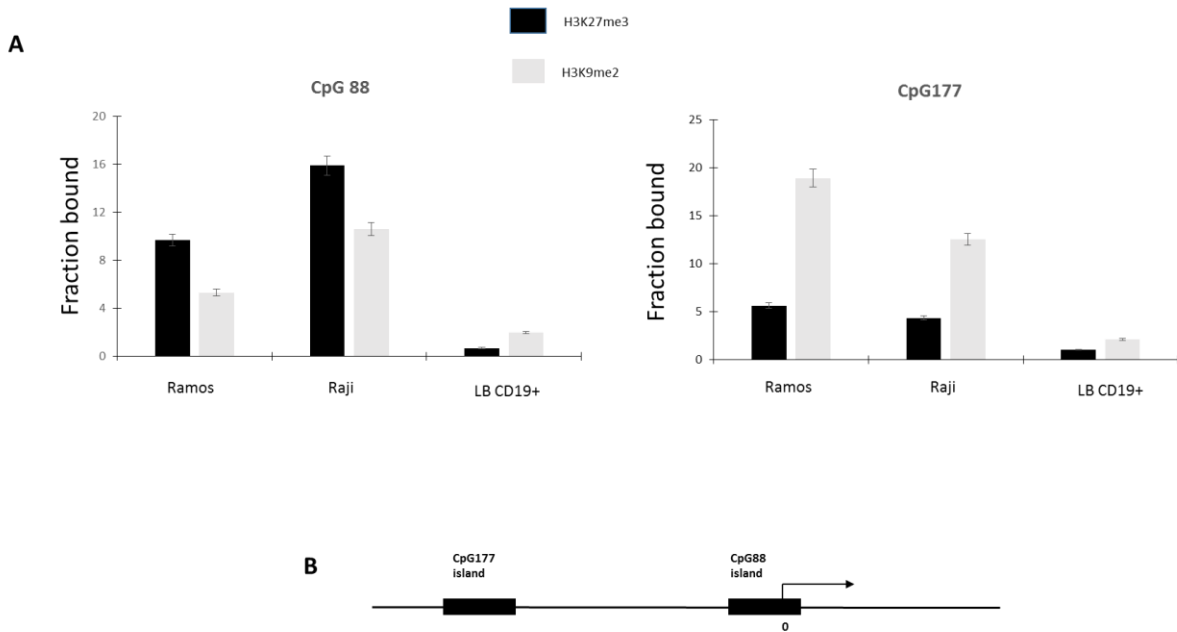 H3K27me3
A
H3K9me2
CpG 88
CpG177
Fraction bound
20
16
12
8
4
0
Ramos
Raji
LB CD19+
Fraction bound
25
20
15
10
5
0
Ramos
Raji
LB CD19+
B
CpG177
island
CpG88
island
0